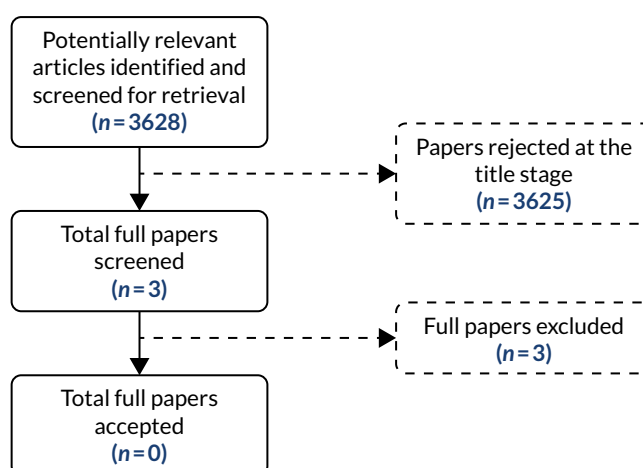 Potentially relevant
articles identified and
screened for retrieval
(n=3628)
Papers rejected at the
title stage
(n=3625)
Total full papers
screened
(n=3)
Full papers excluded
(n=3)
Total full papers
accepted
(n=0)